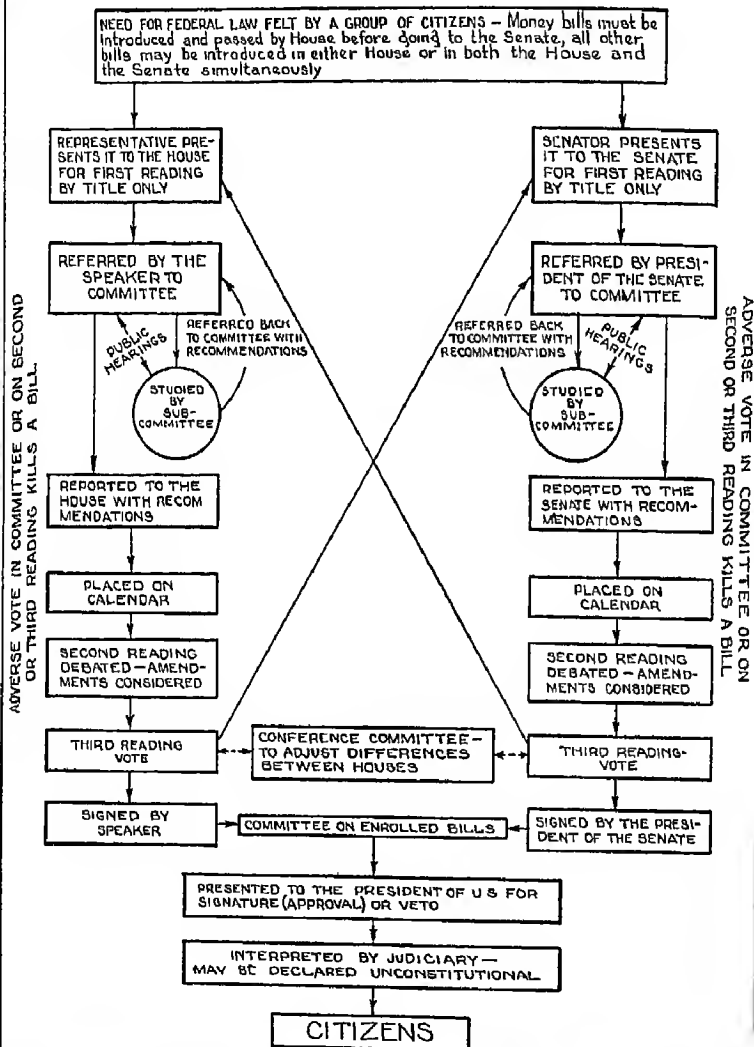 NEED FOR FEDERAL LAW FELT BY A GROUP OF CITIZENS – Money bills must be
introduced and passed by House before going to the Senate, all other
bills may be introduced in either House or in both the House and
the Senate simultaneously
REPRESENTATIVE PRE-
SENTS IT TO THE HOUSE
FOR FIRST READING
BY TITLE ONLY
SENATOR PRESENTS
IT TO THE SENATE
FOR FIRST READING
BY TITLE ONLY
REFERRED BY THE
SPEAKER TO
COMMITTEE
REFERRED BY PRESI-
DENT OF THE SENATE
TO COMMITTEE
PUBLIC
HEARINGS
REFERRED BACK
TO COMMITTEE WITH
RECOMMENDATIONS
STUDIED
BY
SUB-
COMMITTEE
REFERRED BACK
TO COMMITTEE WITH
RECOMMENDATIONS
PUBLIC
HEARINGS
STUDIED
BY
SUB-
COMMITTEE
ADVERSE VOTE IN COMMITTEE OR ON SECOND
OR THIRD READING KILLS A BILL.
ADVERSE VOTE IN COMMITTEE OR ON
SECOND OR THIRD READING KILLS A BILL
REPORTED TO THE
HOUSE WITH RECOM
MENDATIONS
REPORTED TO THE
SENATE WITH RECOM-
MENDATIONS
PLACED ON
CALENDAR
PLACED ON
CALENDAR
SECOND READING
DEBATED – AMEND-
MENTS CONSIDERED
SECOND READING
DEBATED – AMEND-
MENTS CONSIDERED
THIRD READING
VOTE
CONFERENCE COMMITTEE –
TO ADJUST DIFFERENCES
BETWEEN HOUSES
THIRD READING-
VOTE
SIGNED BY
SPEAKER
COMMITTEE ON ENROLLED BILLS
SIGNED BY THE PRESI-
DENT OF THE SENATE
PRESENTED TO THE PRESIDENT OF U S FOR
SIGNATURE (APPROVAL) OR VETO
INTERPRETED BY JUDICIARY —
MAY BE DECLARED UNCONSTITUTIONAL
CITIZENS